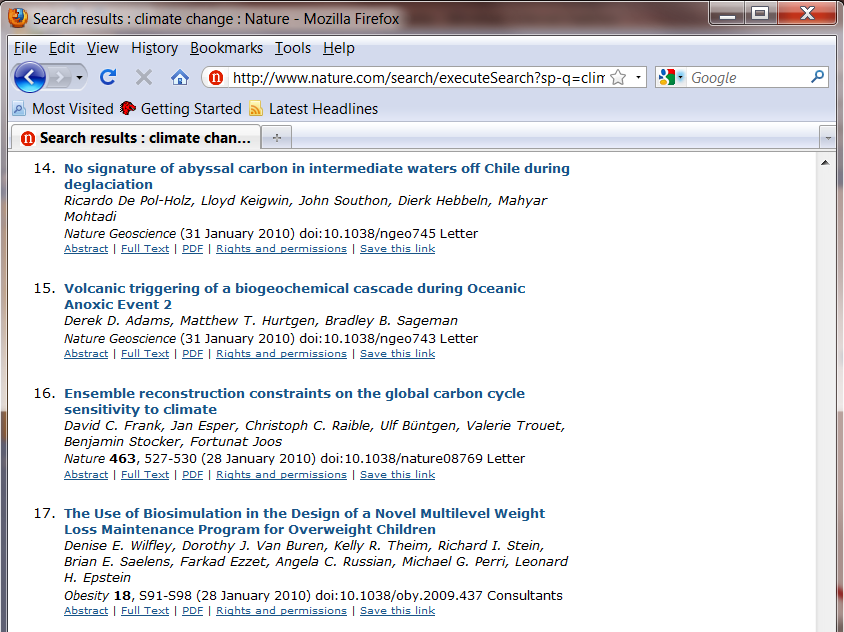 Search results : climate change : Nature - Mozilla Firefox
File Edit View History Bookmarks Tools Help
n http://www.nature.com/search/executeSearch?sp-q=clim Google
Most Visited Getting Started Latest Headlines
n Search results : climate chan...
14. No signature of abyssal carbon in intermediate waters off Chile during
deglaciation
Ricardo De Pol-Holz, Lloyd Keigwin, John Southon, Dierk Hebbeln, Mahyar
Mohtadi
Nature Geoscience (31 January 2010) doi:10.1038/ngeo745 Letter
Abstract | Full Text | PDF | Rights and permissions | Save this link
15. Volcanic triggering of a biogeochemical cascade during Oceanic
Anoxic Event 2
Derek D. Adams, Matthew T. Hurtgen, Bradley B. Sageman
Nature Geoscience (31 January 2010) doi:10.1038/ngeo743 Letter
Abstract | Full Text | PDF | Rights and permissions | Save this link
16. Ensemble reconstruction constraints on the global carbon cycle
sensitivity to climate
David C. Frank, Jan Esper, Christoph C. Raible, Ulf Büntgen, Valerie Trouet,
Benjamin Stocker, Fortunat Joos
Nature 463, 527-530 (28 January 2010) doi:10.1038/nature08769 Letter
Abstract | Full Text | PDF | Rights and permissions | Save this link
17. The Use of Biosimulation in the Design of a Novel Multilevel Weight
Loss Maintenance Program for Overweight Children
Denise E. Wilfley, Dorothy J. Van Buren, Kelly R. Theim, Richard I. Stein,
Brian E. Saelens, Farkad Ezzet, Angela C. Russian, Michael G. Perri, Leonard
H. Epstein
Obesity 18, S91-S98 (28 January 2010) doi:10.1038/oby.2009.437 Consultants
Abstract | Full Text | PDF | Rights and permissions | Save this link